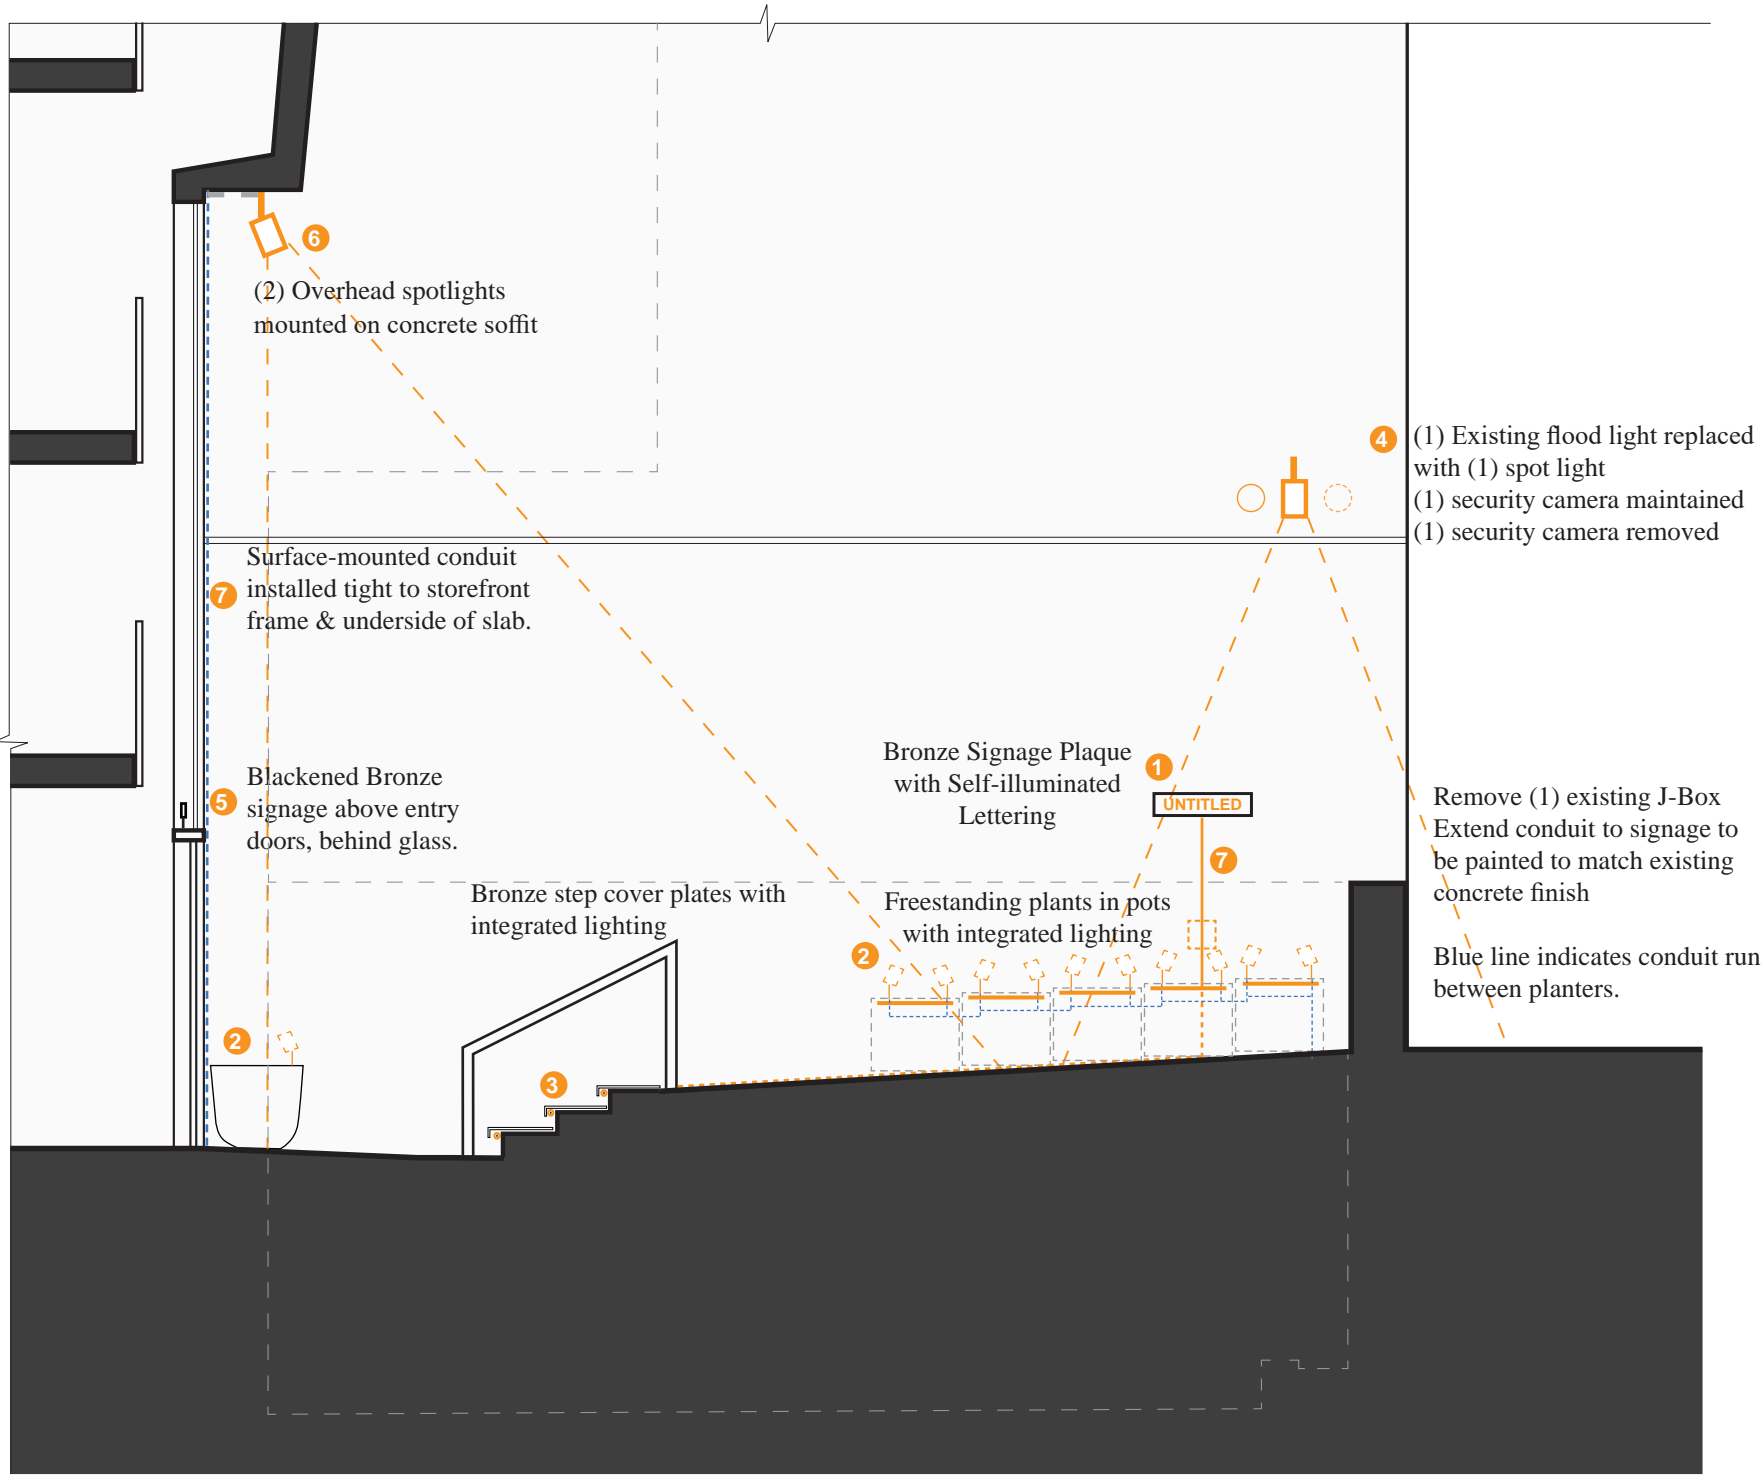 6
(2) Overhead spotlights
mounted on concrete soffit
4
(1) Existing flood light replaced
with (1) spot light
(1) security camera maintained
(1) security camera removed
7
Surface-mounted conduit
installed tight to storefront
frame & underside of slab.
5
Blackened Bronze
signage above entry
doors, behind glass.
Bronze Signage Plaque
with Self-illuminated
Lettering
1
UNTITLED
7
Remove (1) existing J-Box
Extend conduit to signage to
be painted to match existing
concrete finish
Blue line indicates conduit run
between planters.
Bronze step cover plates with
integrated lighting
Freestanding plants in pots
with integrated lighting
2
2
3